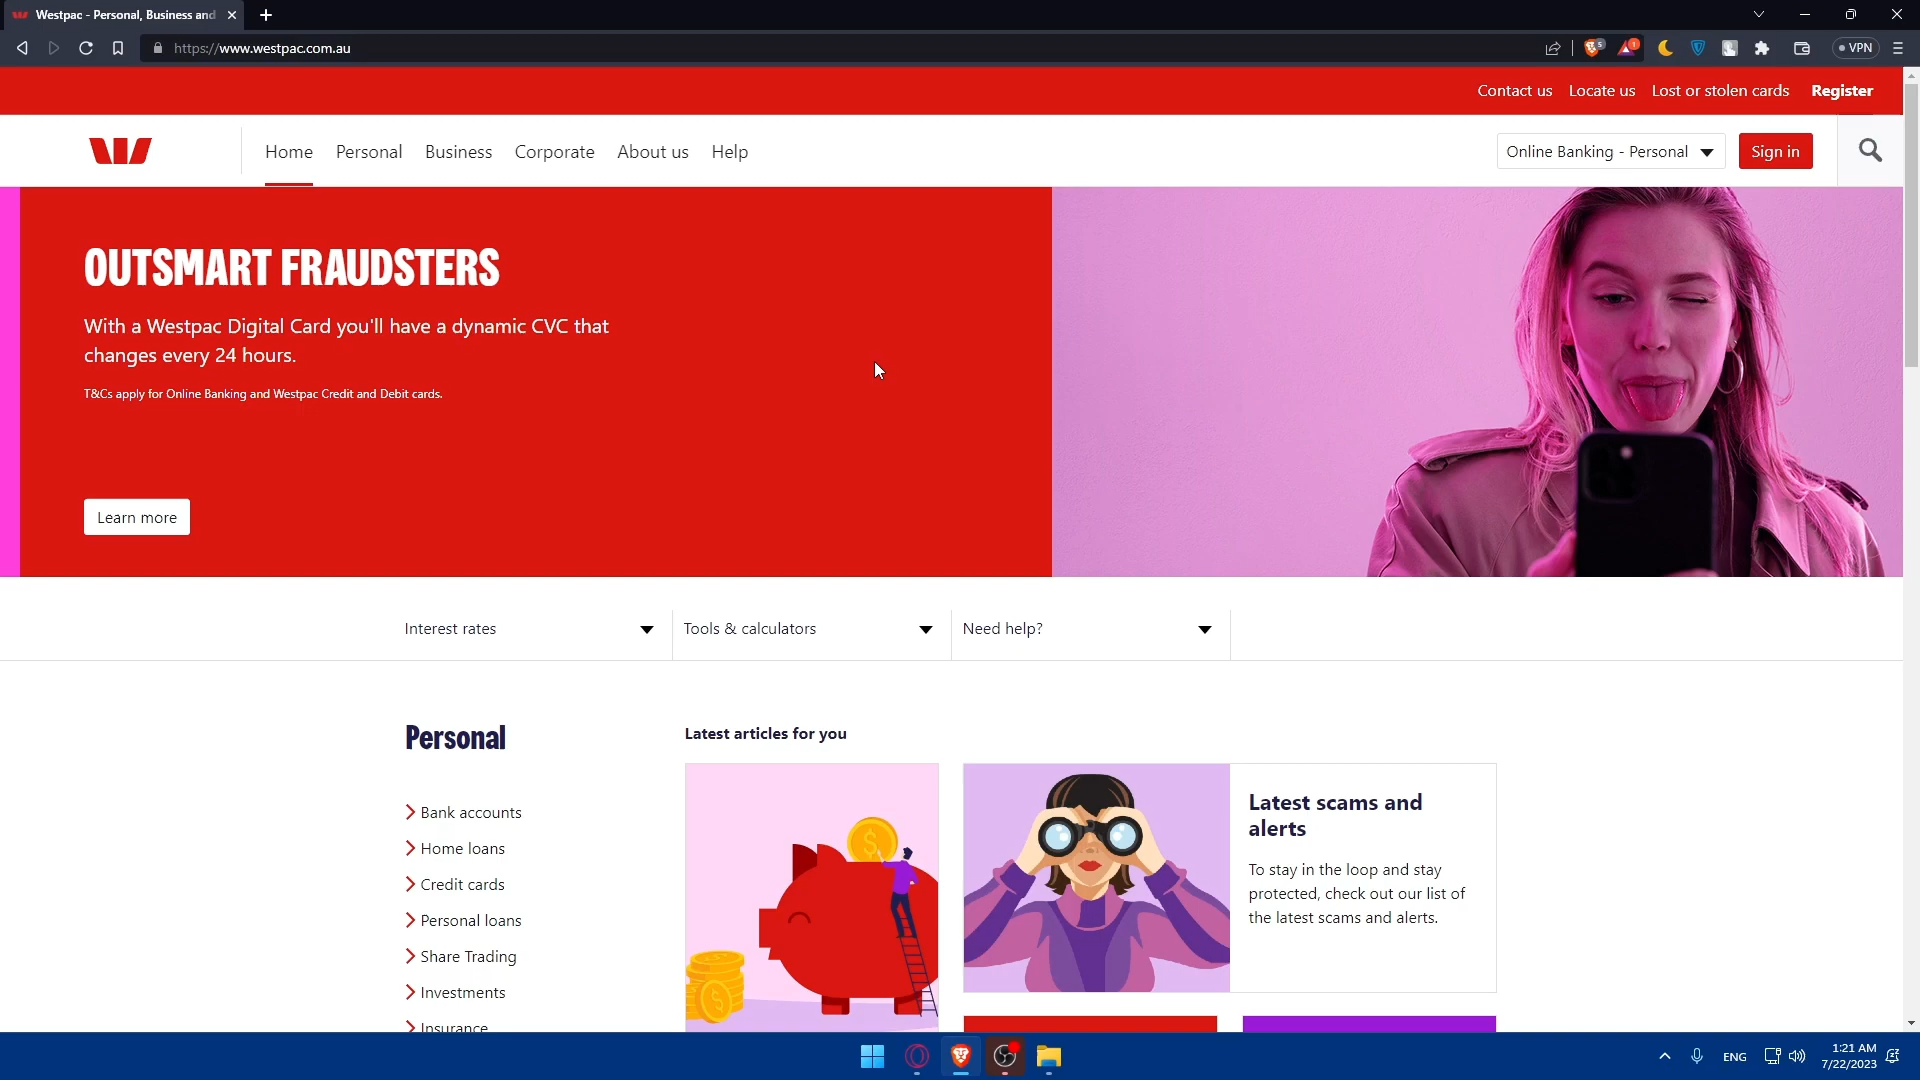 Westpac - Personal, Business and
https://www.westpac.com.au
5
1
VPN
Contact us
Locate us
Lost or stolen cards
Register
Home
Personal
Business
Corporate
About us
Help
Online Banking - Personal
Sign in
OUTSMART FRAUDSTERS
With a Westpac Digital Card you'll have a dynamic CVC that
changes every 24 hours.
T&Cs apply for Online Banking and Westpac Credit and Debit cards.
Learn more
Interest rates
Tools & calculators
Need help?
Personal
Bank accounts
Home loans
Credit cards
Personal loans
Share Trading
Investments
Insurance
Latest articles for you
Latest scams and
alerts
To stay in the loop and stay
protected, check out our list of
the latest scams and alerts.
ENG
1:21 AM
7/22/2023